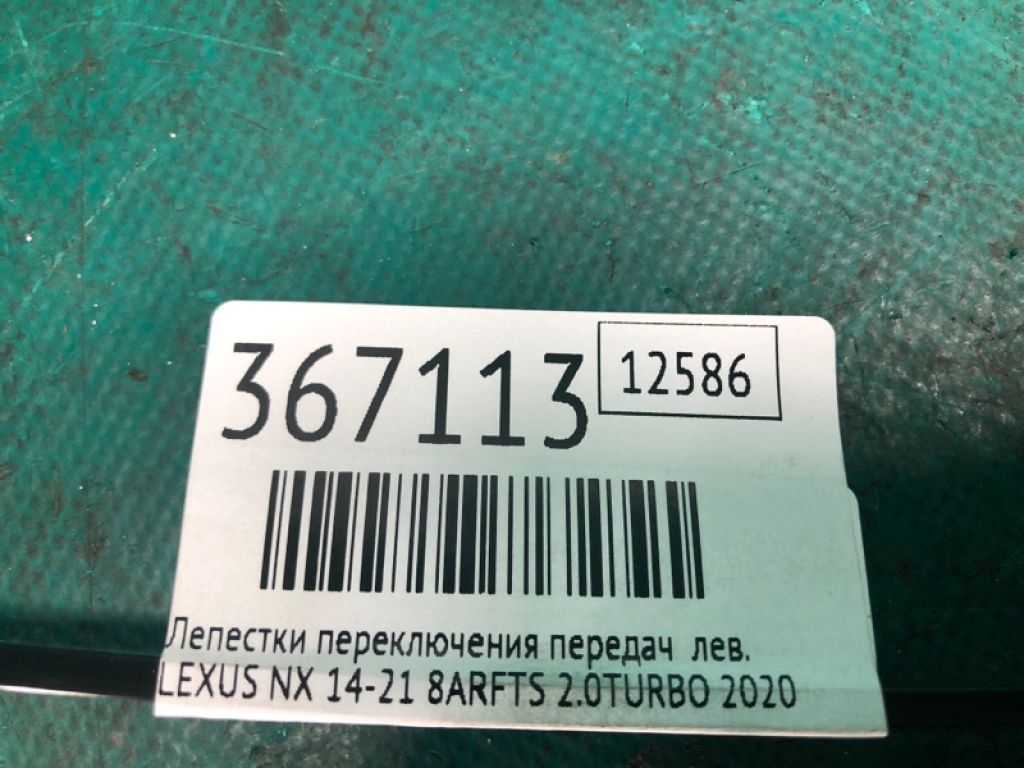 367113 12586
Лепестки переключения передач лев.
LEXUS NX 14-21 8ARFTS 2.0TURBO 2020